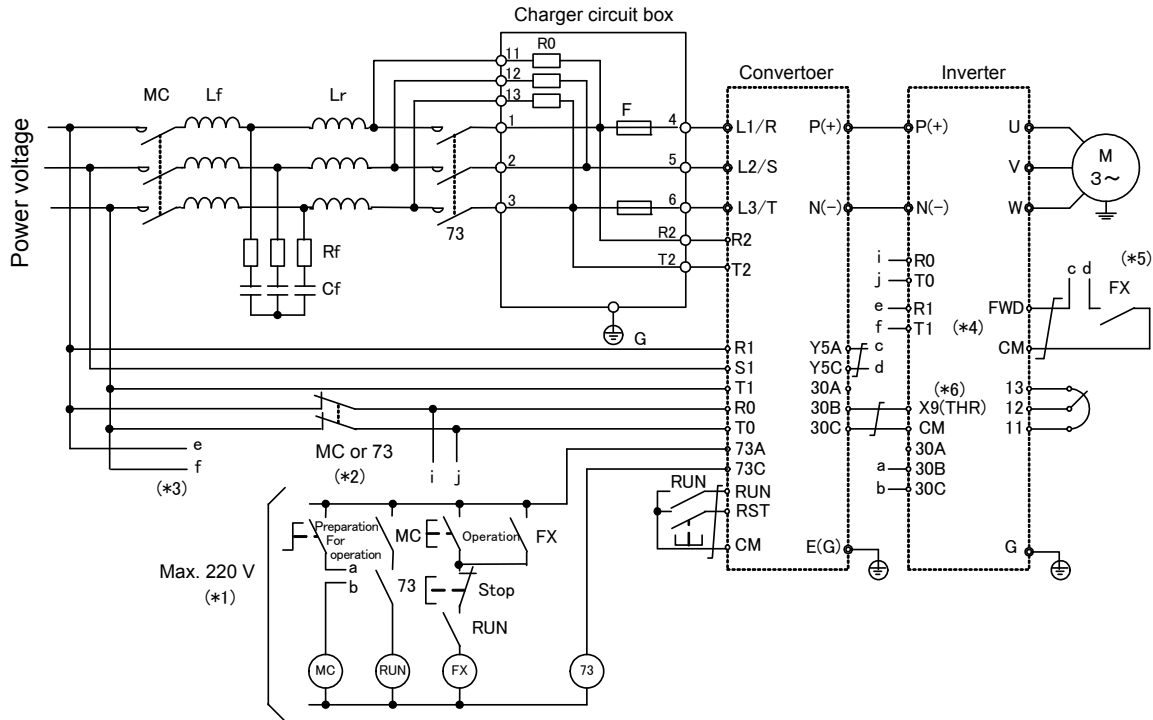 Charger circuit box
R0
11
12
13
Convertoer
Inverter
MC
Lf
Lr
1
F
4
L1/R
P(+)
P(+)
U
M
3~
2
5
L2/S
V
3
6
L3/T
N(−)
N(−)
W
73
Power voltage
R2
R2
T2
T2
Rf
Cf
G
i
R0
j
T0
e
R1
f
T1
(*4)
c d
(*5)
FX
FWD
CM
R1
Y5A
c
S1
Y5C
d
T1
30A
R0
30B
T0
30C
(*6)
X9(THR)
CM
30A
a
30B
b
30C
13
12
11
MC or 73
(*2)
i
j
e
f
(*3)
73A
73C
RUN
RUN
RST
CM
E(G)
G
Max. 220 V
(*1)
Preparation
For
operation
a
b
MC
73
Operation
FX
Stop
RUN
MC
RUN
FX
73